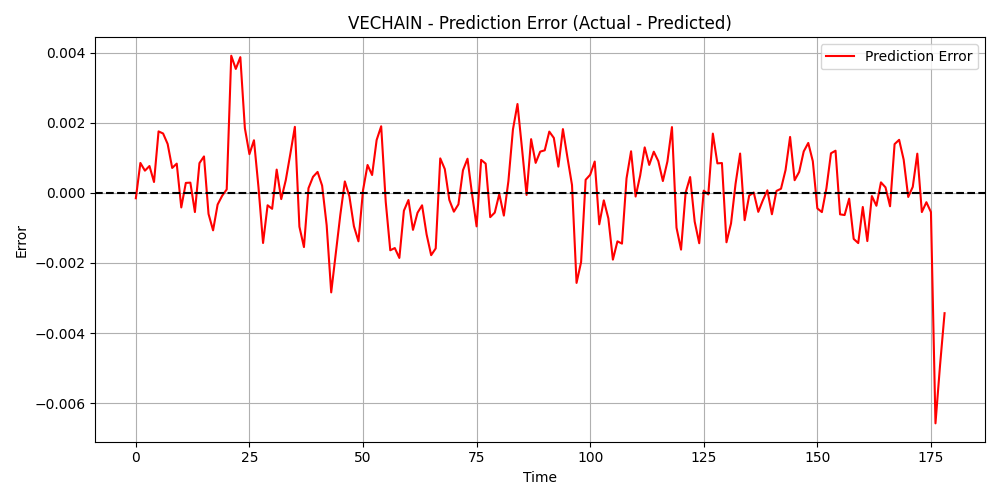 VECHAIN - Prediction Error (Actual - Predicted)
Prediction Error
0.004
0.002
0.000
−0.002
−0.004
−0.006
Error
0 25 50 75 100 125 150 175
Time